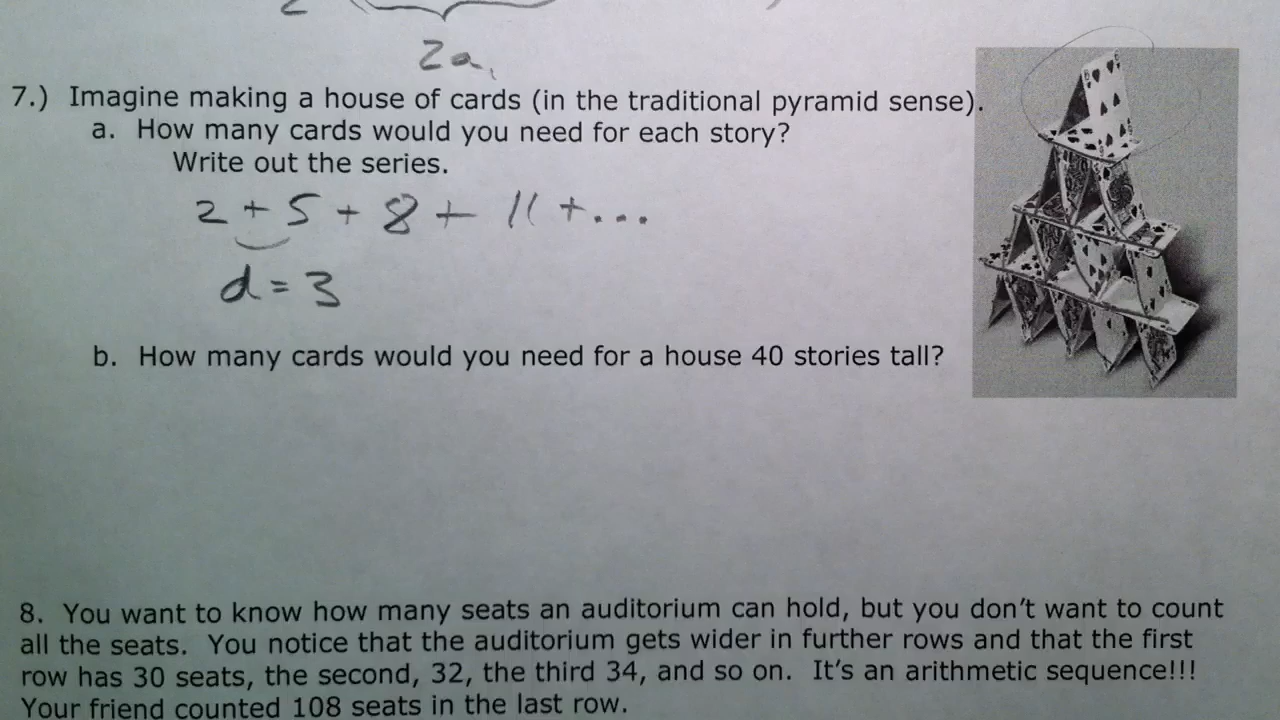 2a₁
7.) Imagine making a house of cards (in the traditional pyramid sense).
a. How many cards would you need for each story?
Write out the series.
2 + 5 + 8 + 11 + ...
d = 3
b. How many cards would you need for a house 40 stories tall?
8. You want to know how many seats an auditorium can hold, but you don't want to count
all the seats. You notice that the auditorium gets wider in further rows and that the first
row has 30 seats, the second, 32, the third 34, and so on. It's an arithmetic sequence!!!
Your friend counted 108 seats in the last row.